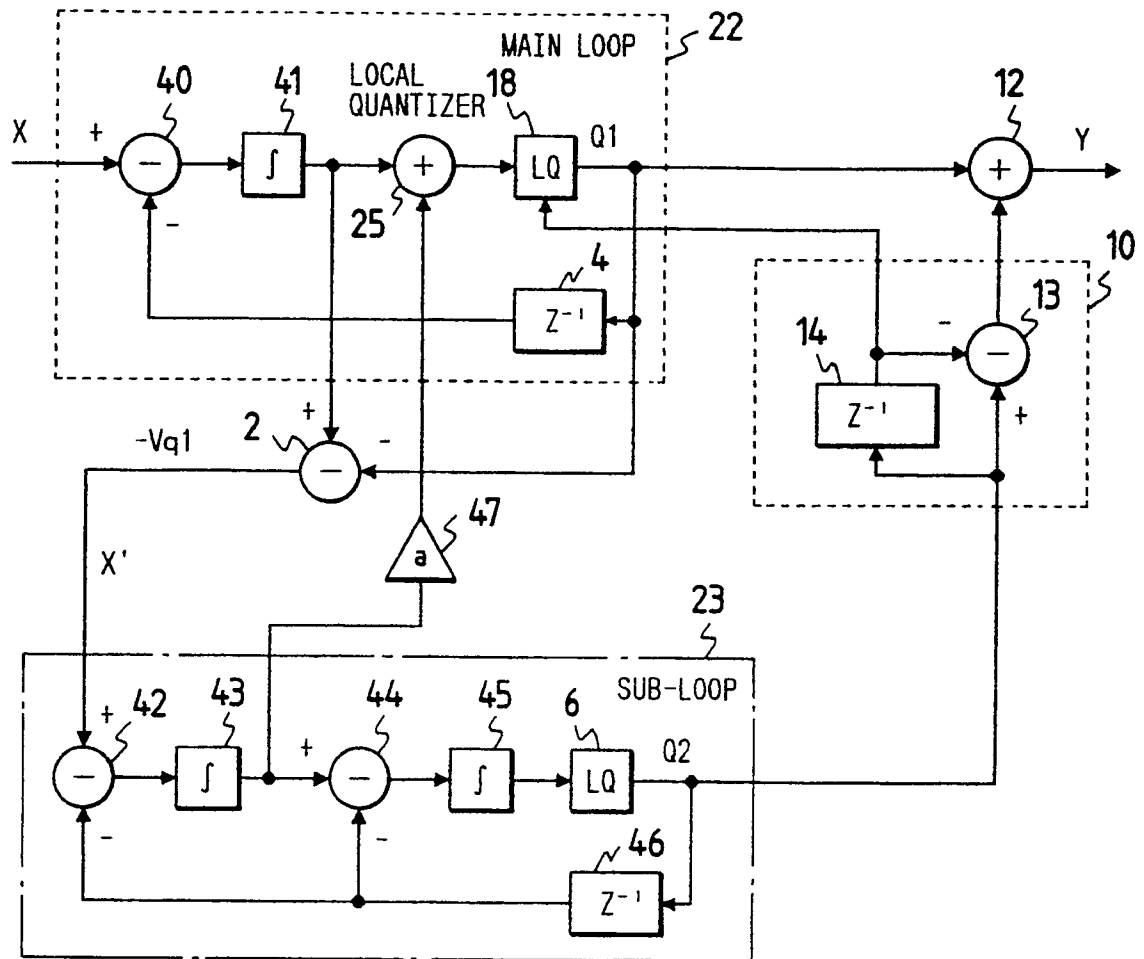 MAIN LOOP
22
40
41
LOCAL
QUANTIZER
18
12
X
+
−
∫
+
LQ
Q1
+
Y
−
25
4
Z⁻¹
10
13
−
−
14
Z⁻¹
+
+
2
−
−
-Vq1
47
a
X'
23
SUB-LOOP
42
43
44
45
6
+
−
∫
+
−
∫
LQ
Q2
−
−
46
Z⁻¹